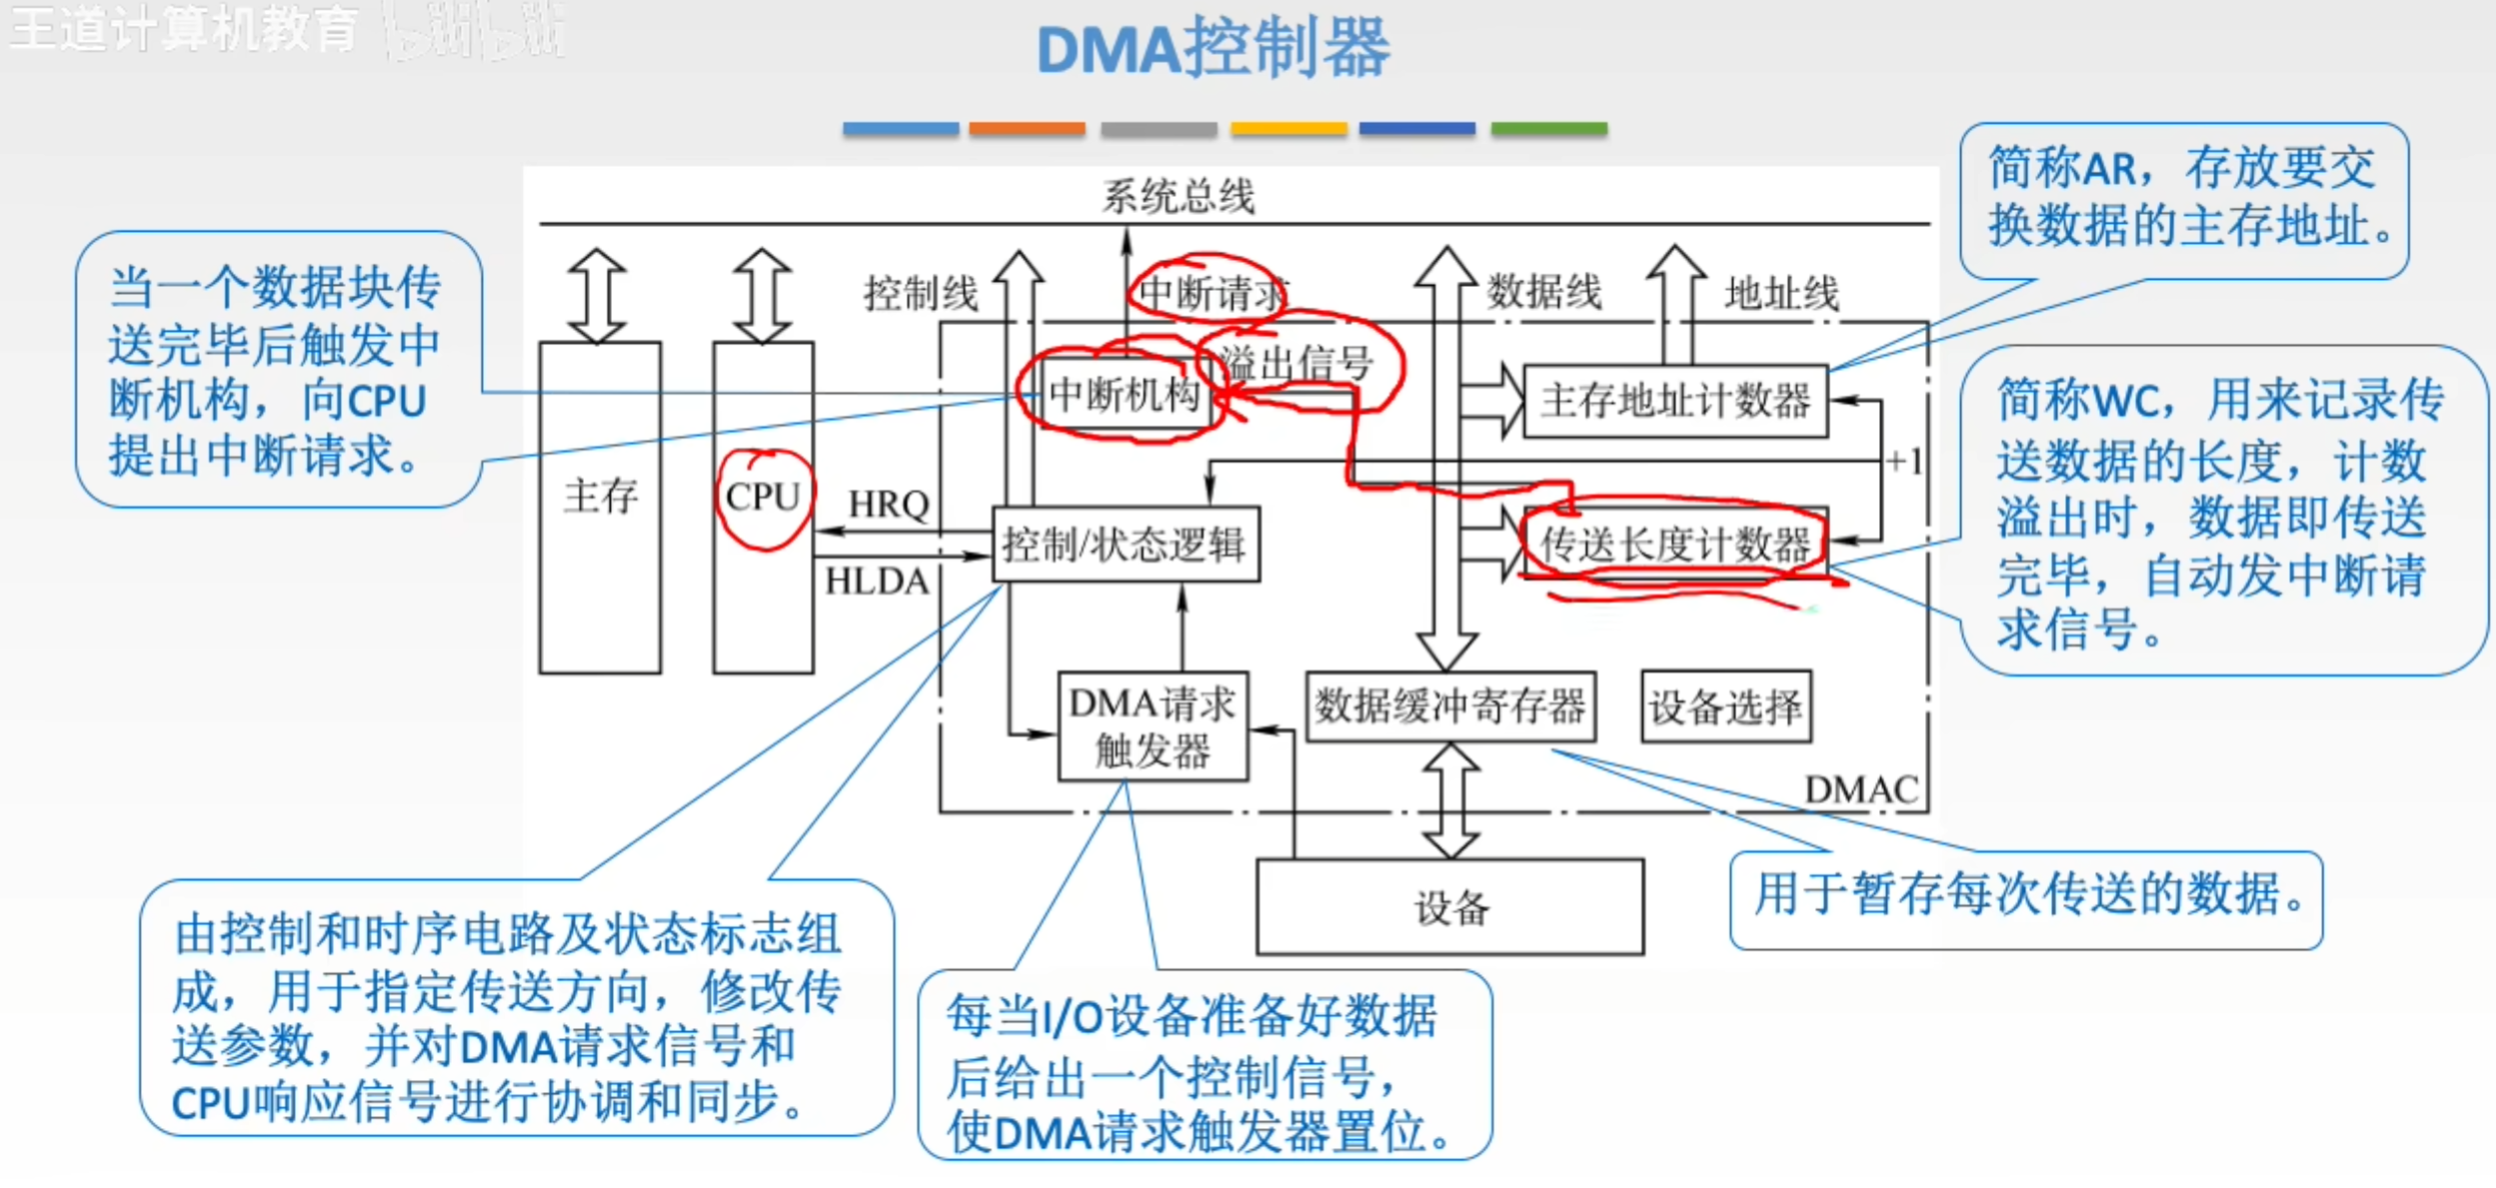 王道计算机教育 bilibili
DMA控制器
系统总线
控制线
中断请求
数据线
地址线
溢出信号
中断机构
主存地址计数器
+1
主存
CPU
HRQ
HLDA
控制/状态逻辑
传送长度计数器
DMA请求
触发器
数据缓冲寄存器
设备选择
DMAC
设备
当一个数据块传
送完毕后触发中
断机构，向CPU
提出中断请求。
简称AR，存放要交
换数据的主存地址。
简称WC，用来记录传
送数据的长度，计数
溢出时，数据即传送
完毕，自动发中断请
求信号。
由控制和时序电路及状态标志组
成，用于指定传送方向，修改传
送参数，并对DMA请求信号和
CPU响应信号进行协调和同步。
每当I/O设备准备好数据
后给出一个控制信号，
使DMA请求触发器置位。
用于暂存每次传送的数据。